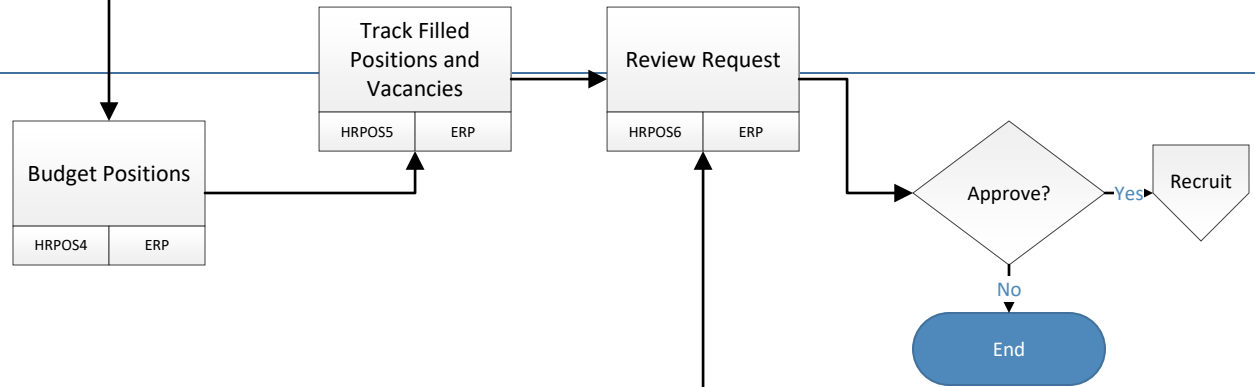 Track Filled
Positions and
Vacancies
HRPOS5 ERP
Review Request
HRPOS6 ERP
Budget Positions
HRPOS4 ERP
Approve?
Yes
Recruit
No
End